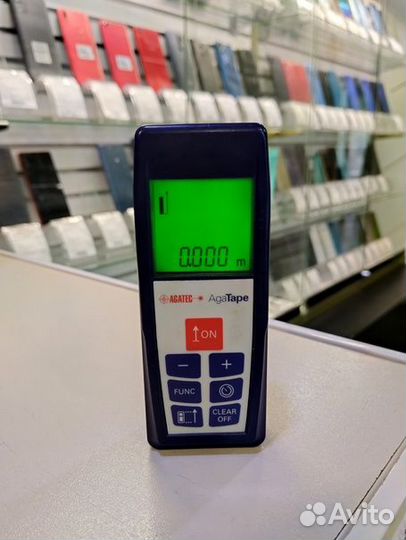 0.000 m
AGATEC AgaTape
ON
− +
FUNC
CLEAR
OFF
Avito